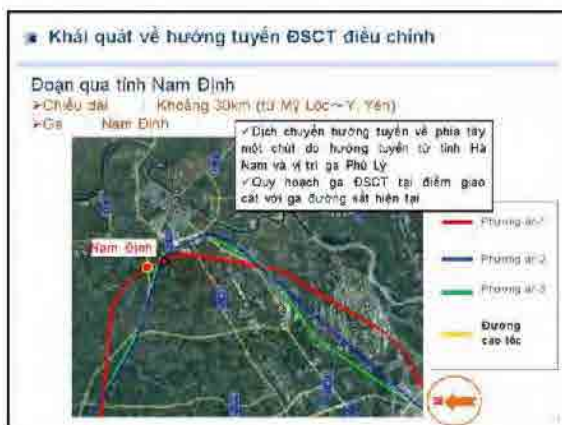 Khái quát về hướng tuyến ĐSCT điều chỉnh
Đoạn qua tỉnh Nam Định
➢Chiều dài : Khoảng 30km (từ Mỹ Lộc～Ý Yên)
➢Ga Nam Định
✓Dịch chuyển hướng tuyến về phía tây
một chút do hướng tuyến từ tỉnh Hà
Nam và vị trí ga Phủ Lý
✓Quy hoạch ga ĐSCT tại điểm giao
cắt với ga đường sắt hiện tại
Nam Định
Phương án-1
Phương án-2
Phương án-3
Đường
cao tốc